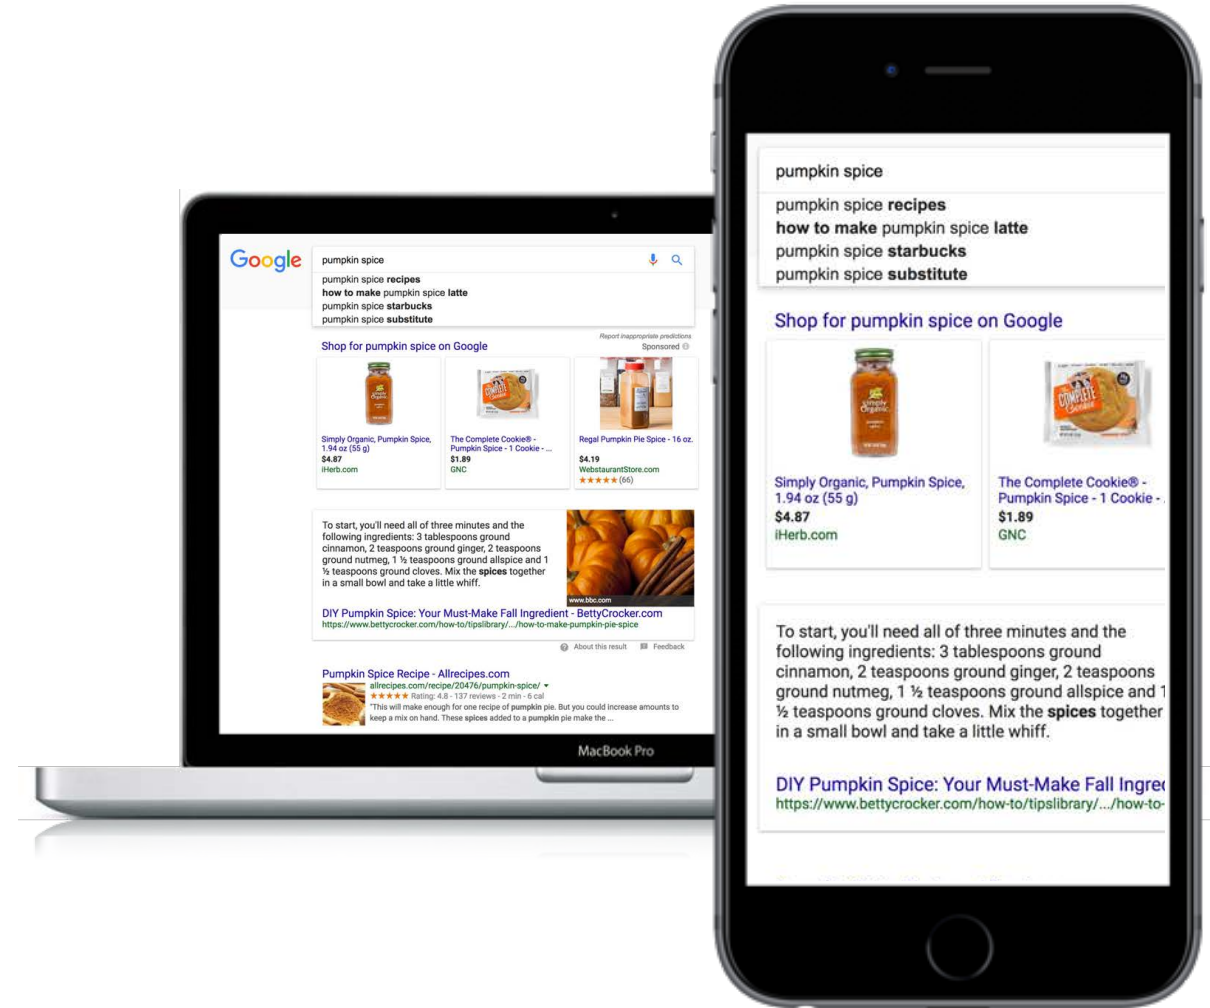 Google
pumpkin spice
pumpkin spice recipes
how to make pumpkin spice latte
pumpkin spice starbucks
pumpkin spice substitute
Report inappropriate predictions
Shop for pumpkin spice on Google
Sponsored
Simply Organic
Simply Organic, Pumpkin Spice,
1.94 oz (55 g)
$4.87
iHerb.com
The COMPLETE Cookie
The Complete Cookie® -
Pumpkin Spice - 1 Cookie - ...
$1.89
GNC
Regal Pumpkin Pie Spice - 16 oz.
$4.19
WebstaurantStore.com
★★★★★ (66)
To start, you'll need all of three minutes and the
following ingredients: 3 tablespoons ground
cinnamon, 2 teaspoons ground ginger, 2 teaspoons
ground nutmeg, 1 ½ teaspoons ground allspice and 1
½ teaspoons ground cloves. Mix the spices together
in a small bowl and take a little whiff.
www.bbc.com
DIY Pumpkin Spice: Your Must-Make Fall Ingredient - BettyCrocker.com
https://www.bettycrocker.com/how-to/tipslibrary/.../how-to-make-pumpkin-pie-spice
About this result
Feedback
Pumpkin Spice Recipe - Allrecipes.com
allrecipes.com/recipe/20476/pumpkin-spice/
★★★★★ Rating: 4.8 - 137 reviews - 2 min - 6 cal
"This will make enough for one recipe of pumpkin pie. But you could increase amounts to
keep a mix on hand. These spices added to a pumpkin pie make the ...
MacBook Pro
pumpkin spice
pumpkin spice recipes
how to make pumpkin spice latte
pumpkin spice starbucks
pumpkin spice substitute
Shop for pumpkin spice on Google
Simply Organic
Simply Organic, Pumpkin Spice,
1.94 oz (55 g)
$4.87
iHerb.com
COMPLETE Cookie
The Complete Cookie® -
Pumpkin Spice - 1 Cookie - .
$1.89
GNC
To start, you'll need all of three minutes and the
following ingredients: 3 tablespoons ground
cinnamon, 2 teaspoons ground ginger, 2 teaspoons
ground nutmeg, 1 ½ teaspoons ground allspice and 1
½ teaspoons ground cloves. Mix the spices together
in a small bowl and take a little whiff.
DIY Pumpkin Spice: Your Must-Make Fall Ingre
https://www.bettycrocker.com/how-to/tipslibrary/.../how-to-